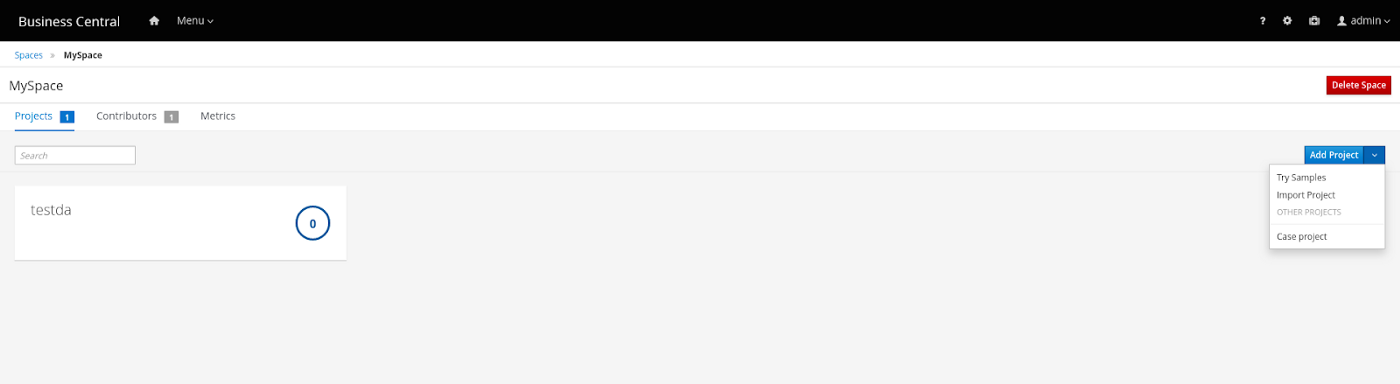 Business Central Menu ? admin
Spaces » MySpace
MySpace Delete Space
Projects 1 Contributors 1 Metrics
Search Add Project
Try Samples
Import Project
OTHER PROJECTS
Case project
testda 0